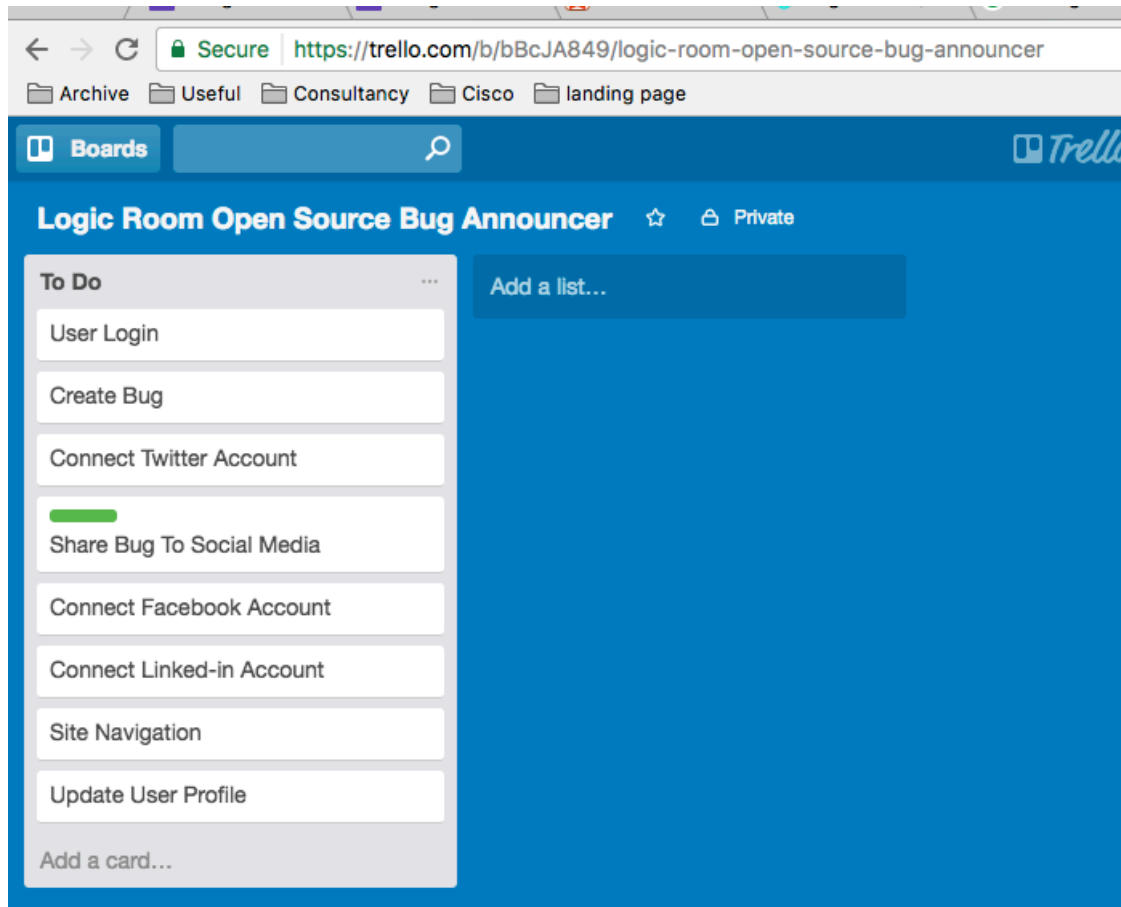 Secure https://trello.com/b/bBcJA849/logic-room-open-source-bug-announcer
Archive Useful Consultancy Cisco landing page
Boards
Logic Room Open Source Bug Announcer Private
To Do
Add a list...
User Login
Create Bug
Connect Twitter Account
Share Bug To Social Media
Connect Facebook Account
Connect Linked-in Account
Site Navigation
Update User Profile
Add a card...